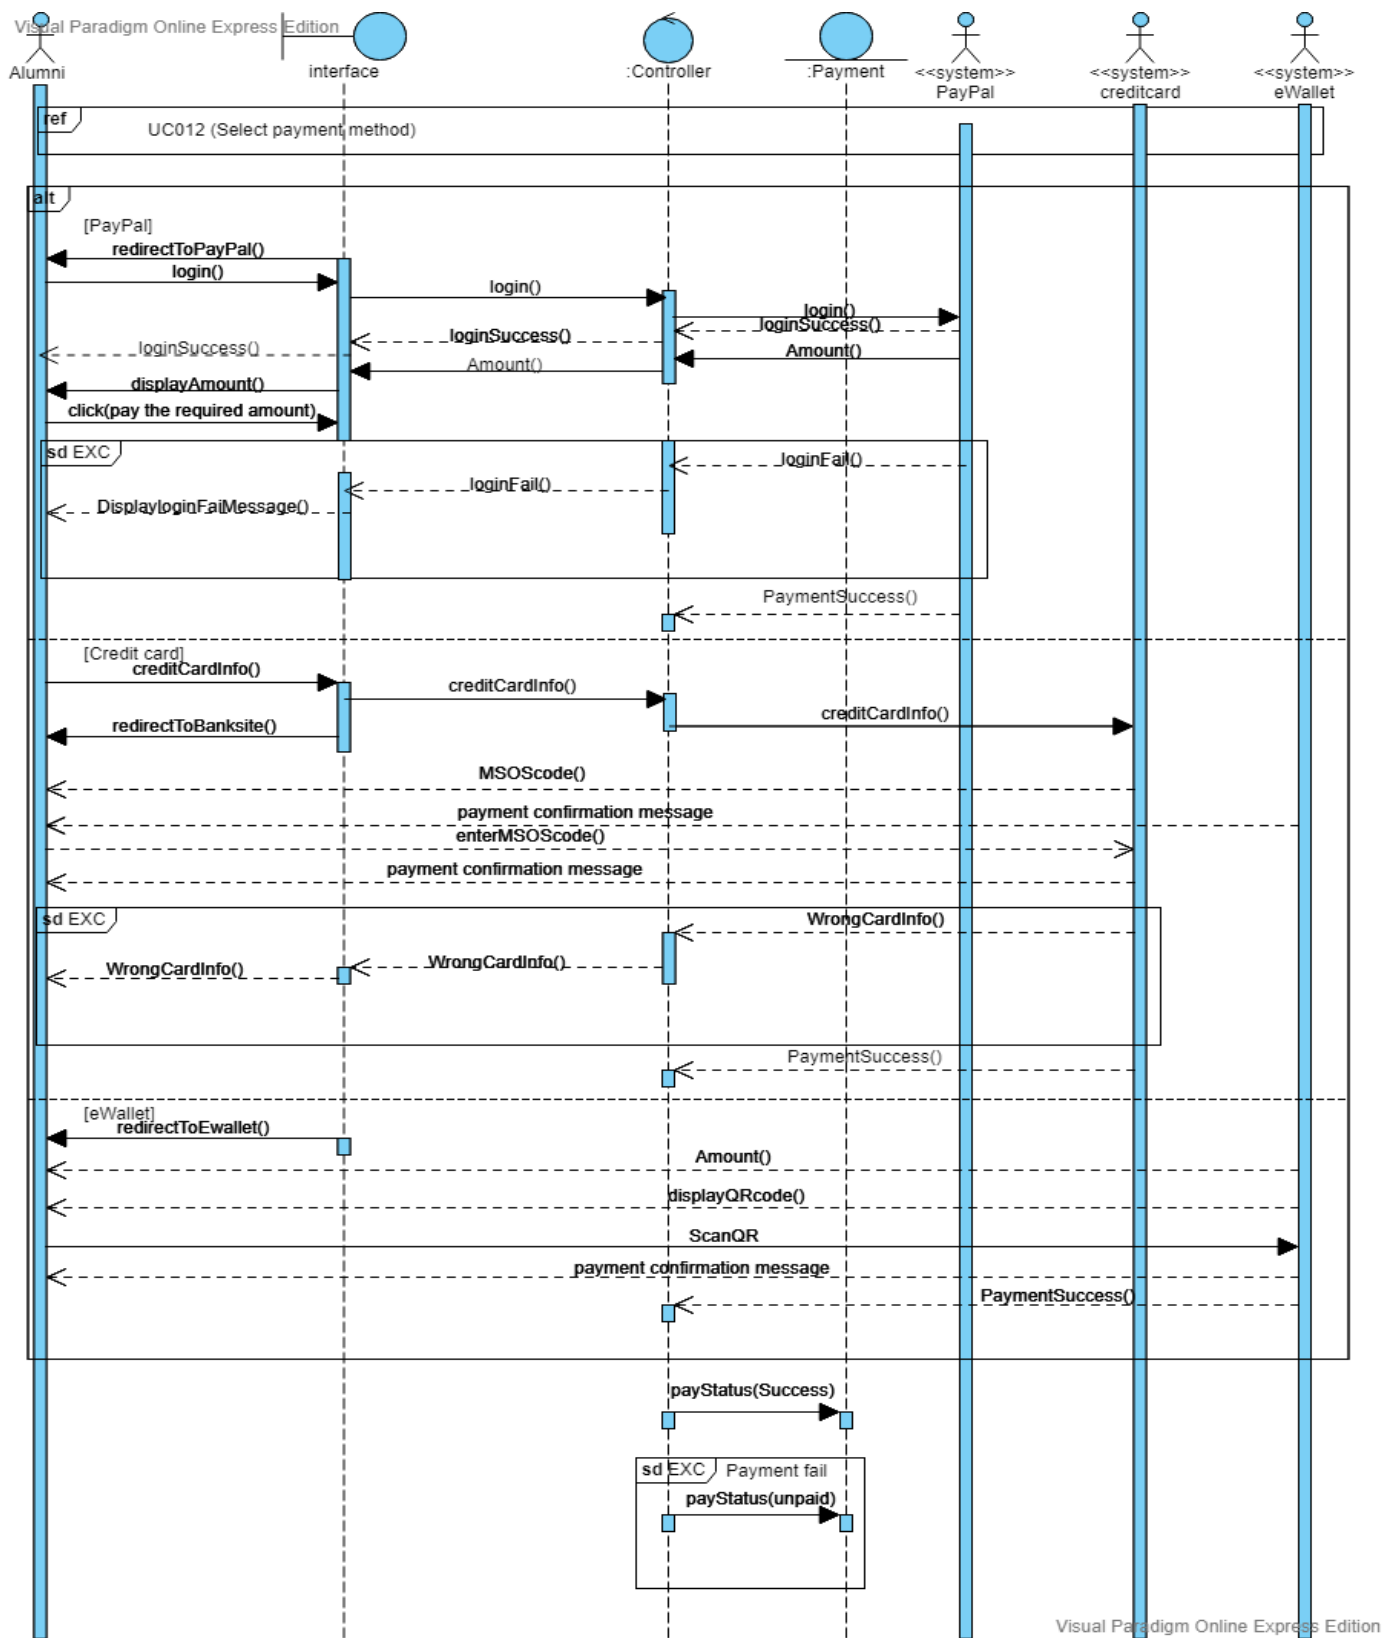 Visual Paradigm Online Express Edition
Alumni
interface
:Controller
:Payment
<<system>>
PayPal
<<system>>
creditcard
<<system>>
eWallet
ref
UC012 (Select payment method)
alt
[PayPal]
redirectToPayPal()
login()
login()
login()
loginSuccess()
loginSuccess()
loginSuccess()
Amount()
Amount()
displayAmount()
click(pay the required amount)
sd EXC
loginFail()
loginFail()
DisplayloginFaiMessage()
PaymentSuccess()
[Credit card]
creditCardInfo()
creditCardInfo()
creditCardInfo()
redirectToBanksite()
MSOScode()
payment confirmation message
enterMSOScode()
payment confirmation message
sd EXC
WrongCardInfo()
WrongCardInfo()
WrongCardInfo()
PaymentSuccess()
[eWallet]
redirectToEwallet()
Amount()
displayQRcode()
ScanQR
payment confirmation message
PaymentSuccess()
payStatus(Success)
sd EXC
Payment fail
payStatus(unpaid)
Visual Paradigm Online Express Edition